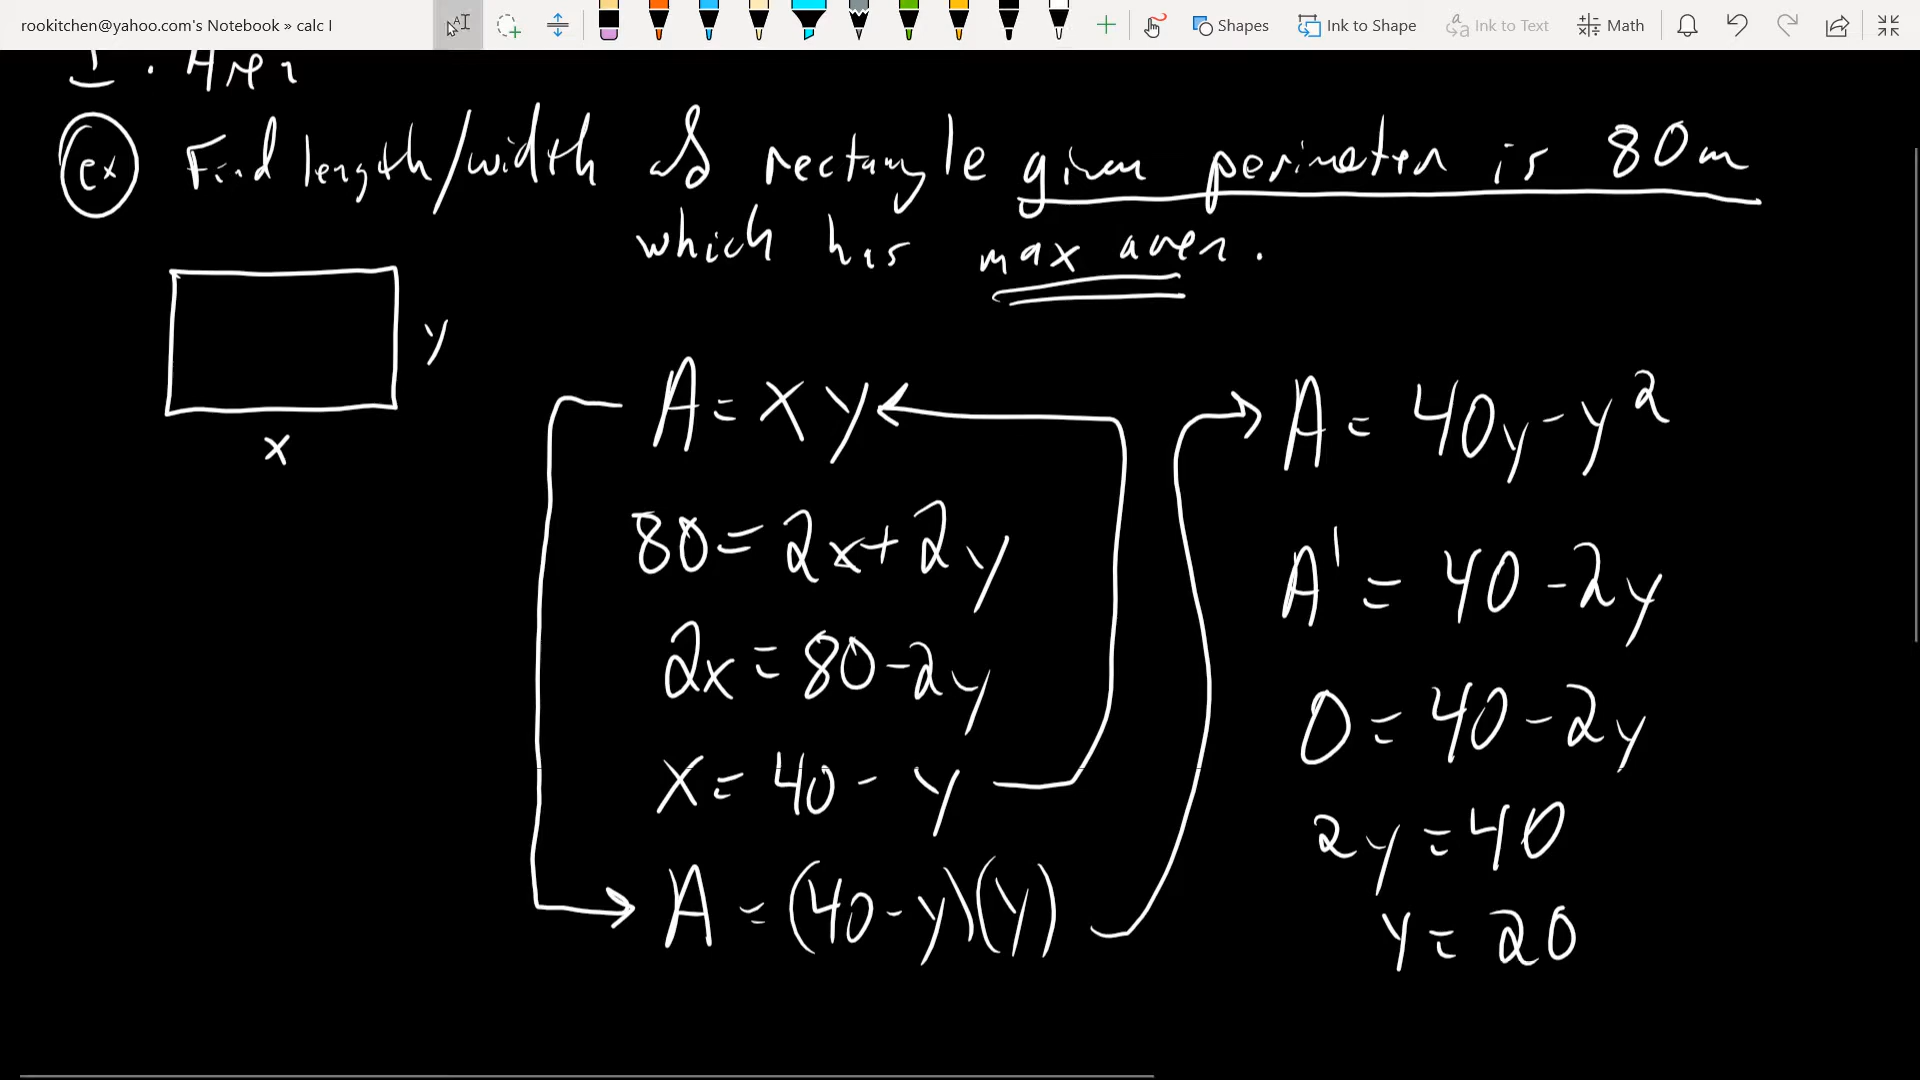 rookitchen@yahoo.com's Notebook » calc I
Shapes
Ink to Shape
Ink to Text
Math
I. Area
ex Find length/width of rectangle given perimeter is 80m
which has max area.
y
x
A = xy
80 = 2x + 2y
2x = 80 - 2y
x = 40 - y
A = (40 - y)(y)
A = 40y - y²
A' = 40 - 2y
0 = 40 - 2y
2y = 40
y = 20